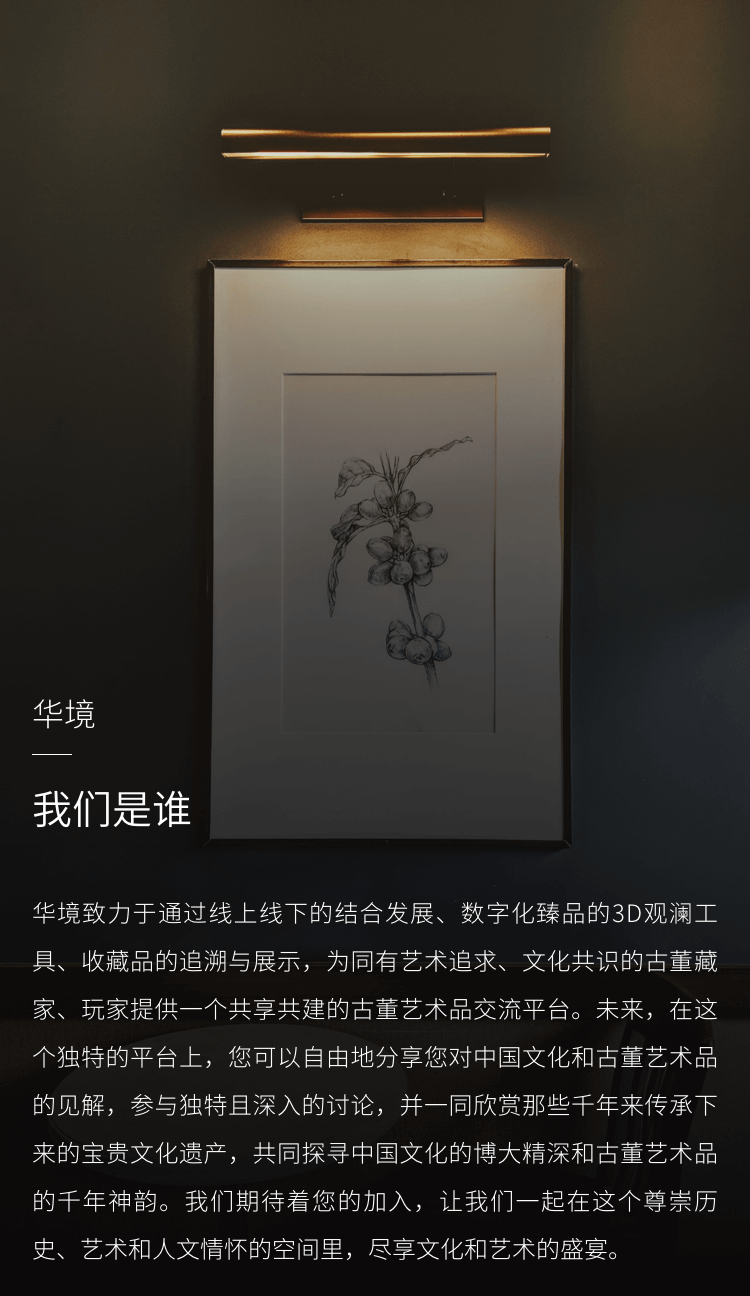 华境
我们是谁
华境致力于通过线上线下的结合发展、数字化臻品的3D观澜工
具、收藏品的追溯与展示，为同有艺术追求、文化共识的古董藏
家、玩家提供一个共享共建的古董艺术品交流平台。未来，在这
个独特的平台上，您可以自由地分享您对中国文化和古董艺术品
的见解，参与独特且深入的讨论，并一同欣赏那些千年来传承下
来的宝贵文化遗产，共同探寻中国文化的博大精深和古董艺术品
的千年神韵。我们期待着您的加入，让我们一起在这个尊崇历
史、艺术和人文情怀的空间里，尽享文化和艺术的盛宴。